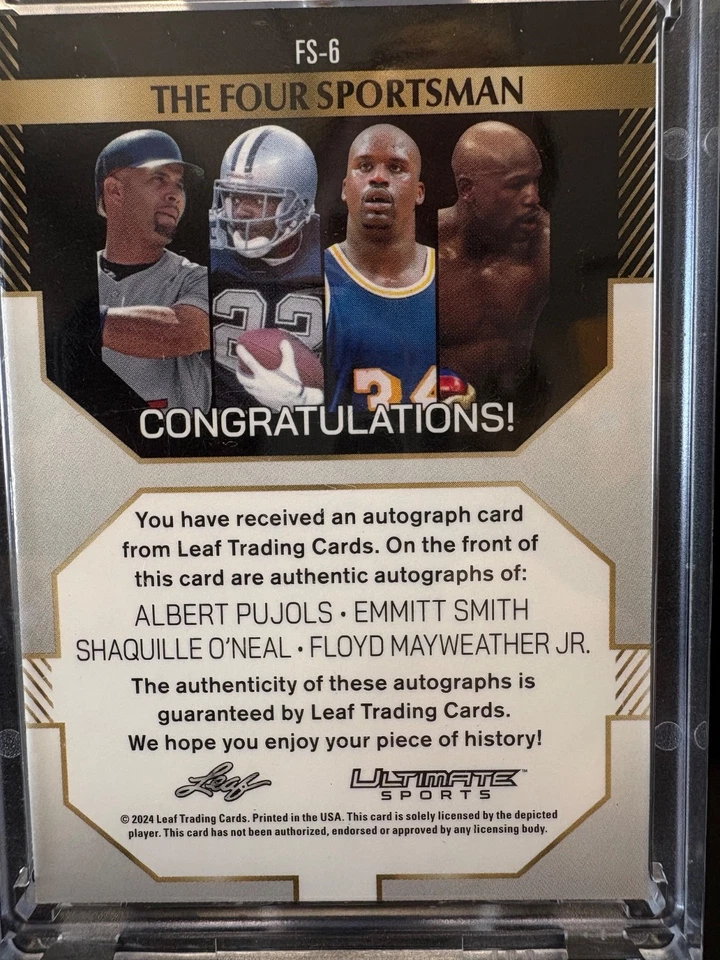 FS-6
THE FOUR SPORTSMAN
22
34
CONGRATULATIONS!
You have received an autograph card
from Leaf Trading Cards. On the front of
this card are authentic autographs of:
ALBERT PUJOLS • EMMITT SMITH
SHAQUILLE O'NEAL • FLOYD MAYWEATHER JR.
The authenticity of these autographs is
guaranteed by Leaf Trading Cards.
We hope you enjoy your piece of history!
Leaf ULTIMATE™
SPORTS
© 2024 Leaf Trading Cards. Printed in the USA. This card is solely licensed by the depicted
player. This card has not been authorized, endorsed or approved by any licensing body.